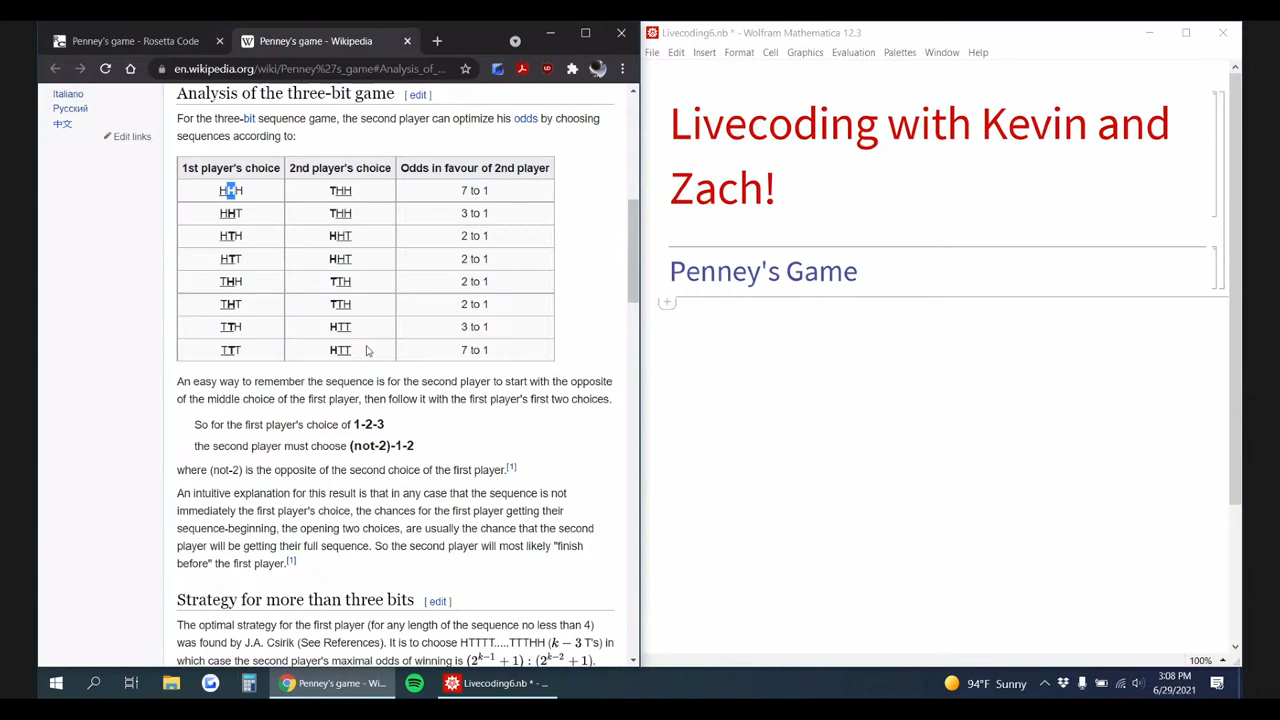 Penney's game - Rosetta Code
Penney's game - Wikipedia
en.wikipedia.org/wiki/Penney%27s_game#Analysis_of_...
Italiano
Русский
中文
Edit links
Analysis of the three-bit game [ edit ]
For the three-bit sequence game, the second player can optimize his odds by choosing
sequences according to:
1st player's choice 2nd player's choice Odds in favour of 2nd player
HHH THH 7 to 1
HHT THH 3 to 1
HTH HHT 2 to 1
HTT HHT 2 to 1
THH TTH 2 to 1
THT TTH 2 to 1
TTH HTT 3 to 1
TTT HTT 7 to 1
An easy way to remember the sequence is for the second player to start with the opposite
of the middle choice of the first player, then follow it with the first player's first two choices.
So for the first player's choice of 1-2-3
the second player must choose (not-2)-1-2
where (not-2) is the opposite of the second choice of the first player.[1]
An intuitive explanation for this result is that in any case that the sequence is not
immediately the first player's choice, the chances for the first player getting their
sequence-beginning, the opening two choices, are usually the chance that the second
player will be getting their full sequence. So the second player will most likely "finish
before" the first player.[1]
Strategy for more than three bits [ edit ]
The optimal strategy for the first player (for any length of the sequence no less than 4)
was found by J.A. Csirik (See References). It is to choose HTTTT.....TTTHH (k − 3 T's) in
which case the second player's maximal odds of winning is (2^{k−1} + 1) : (2^{k−2} + 1).
Livecoding6.nb * - Wolfram Mathematica 12.3
File Edit Insert Format Cell Graphics Evaluation Palettes Window Help
Livecoding with Kevin and
Zach!
Penney's Game
100%
Penney's game - Wi...
Livecoding6.nb * - ...
94°F Sunny
3:08 PM
6/29/2021